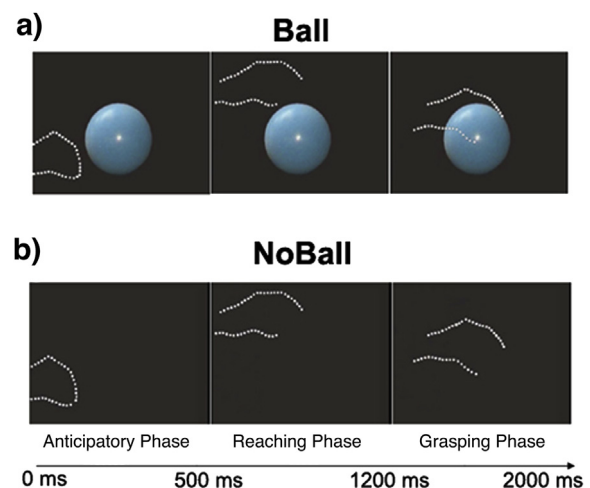 a)
Ball
b)
NoBall
Anticipatory Phase Reaching Phase Grasping Phase
0 ms 500 ms 1200 ms 2000 ms